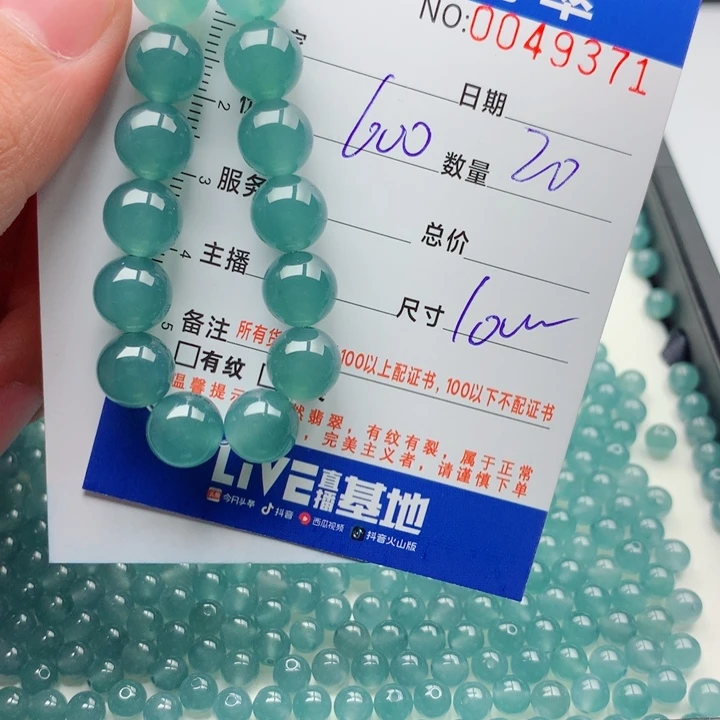 NO:0049371
日期
600 数量 20
服务
总价
主播
尺寸 10mm
备注 所有货
100以上配证书,100以下不配证书
有纹
温馨提示
翡翠,有纹有裂,属于正常
,完美主义者,请谨慎下单
LIVE直播基地
今日头条 抖音 西瓜视频 抖音火山版
2
3
4
5